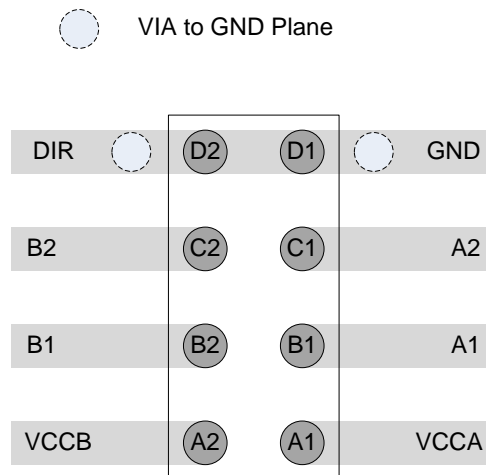 VIA to GND Plane
DIR D2 D1 GND
B2 C2 C1 A2
B1 B2 B1 A1
VCCB A2 A1 VCCA